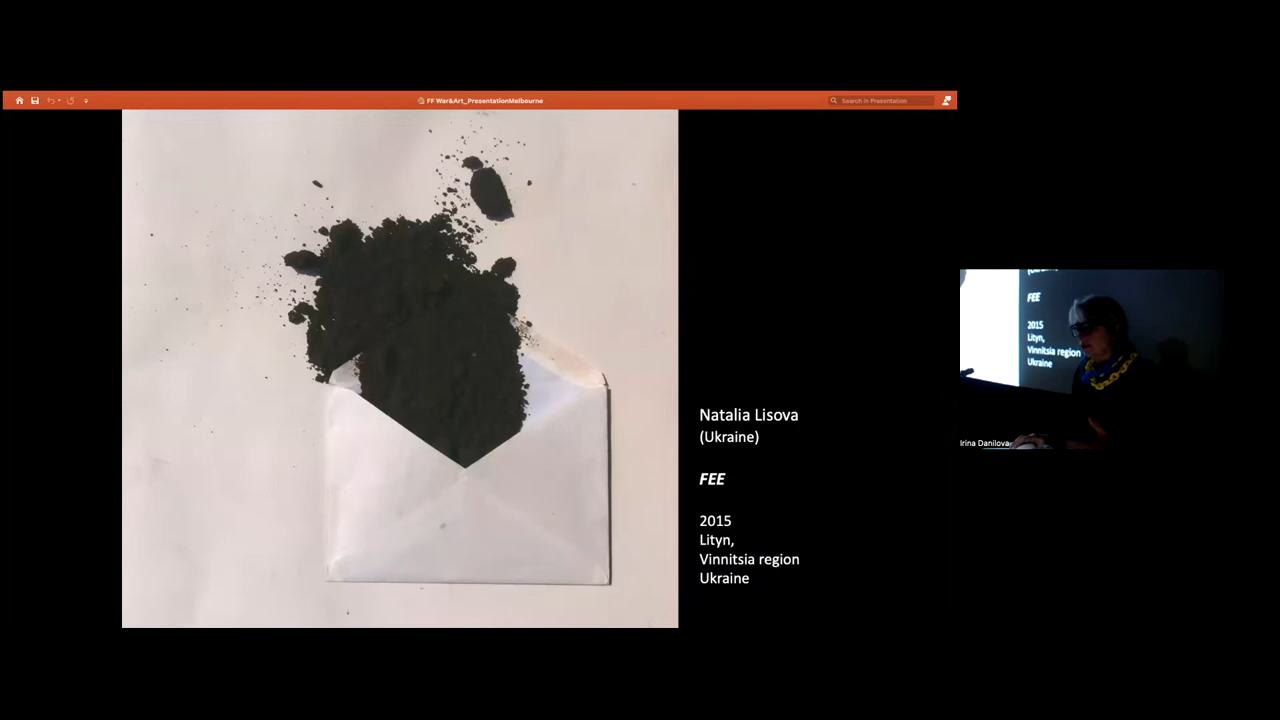 FF War&Art_PresentationMelbourne
Search in Presentation
Natalia Lisova
(Ukraine)
FEE
2015
Lityn,
Vinnitsia region
Ukraine
FEE
2015
Lityn,
Vinnitsia region
Ukraine
Irina Danilova